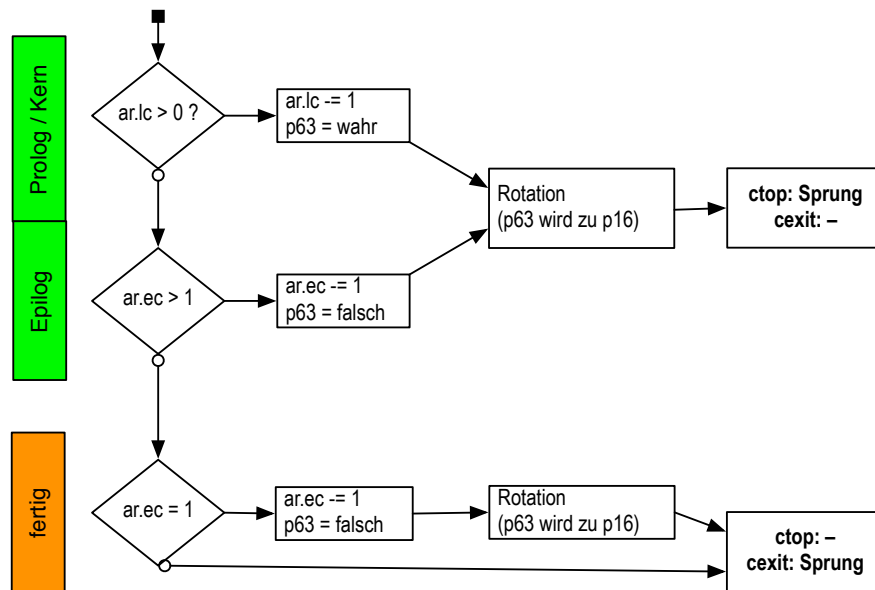 Prolog / Kern
ar.lc > 0 ?
ar.lc -= 1
p63 = wahr
Rotation
(p63 wird zu p16)
ctop: Sprung
cexit: –
Epilog
ar.ec > 1
ar.ec -= 1
p63 = falsch
fertig
ar.ec = 1
ar.ec -= 1
p63 = falsch
Rotation
(p63 wird zu p16)
ctop: –
cexit: Sprung